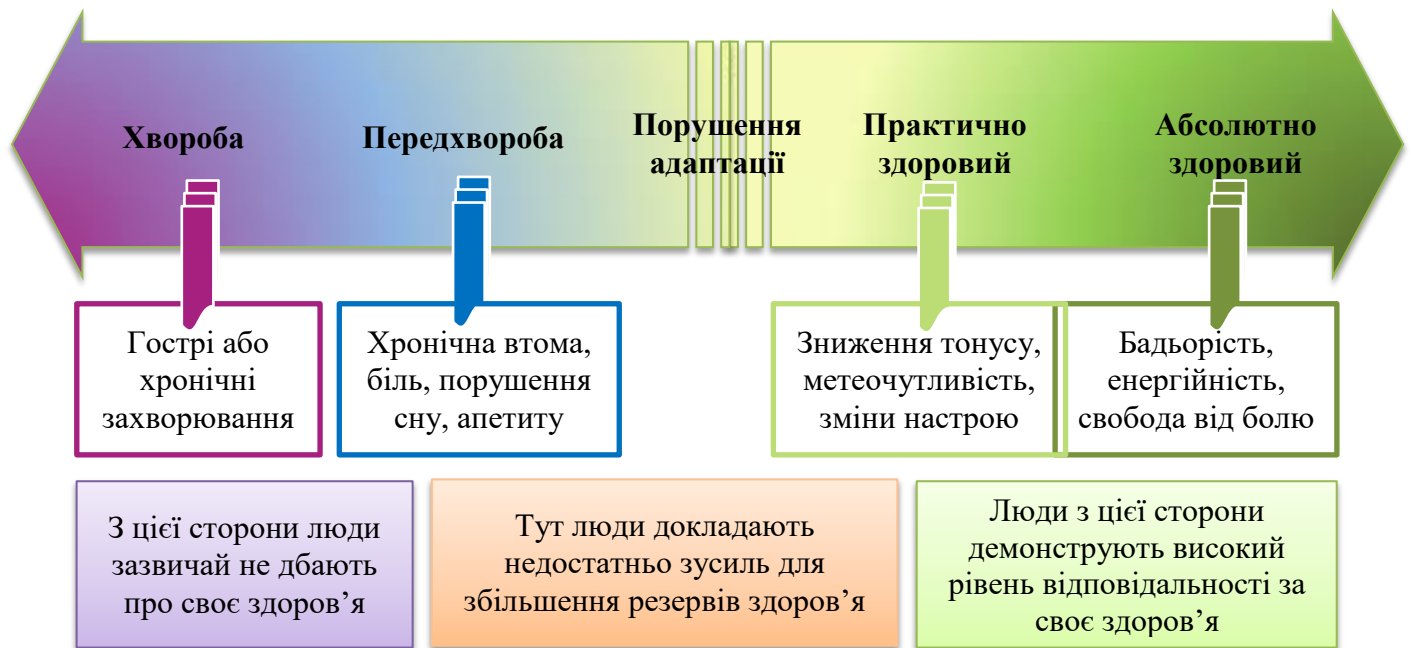 Хвороба
Передхвороба
Порушення
адаптації
Практично
здоровий
Абсолютно
здоровий
Гострі або
хронічні
захворювання
Хронічна втома,
біль, порушення
сну, апетиту
Зниження тонусу,
метеочутливість,
зміни настрою
Бадьорість,
енергійність,
свобода від болю
З цієї сторони люди
зазвичай не дбають
про своє здоров’я
Тут люди докладають
недостатньо зусиль для
збільшення резервів здоров’я
Люди з цієї сторони
демонструють високий
рівень відповідальності за
своє здоров’я